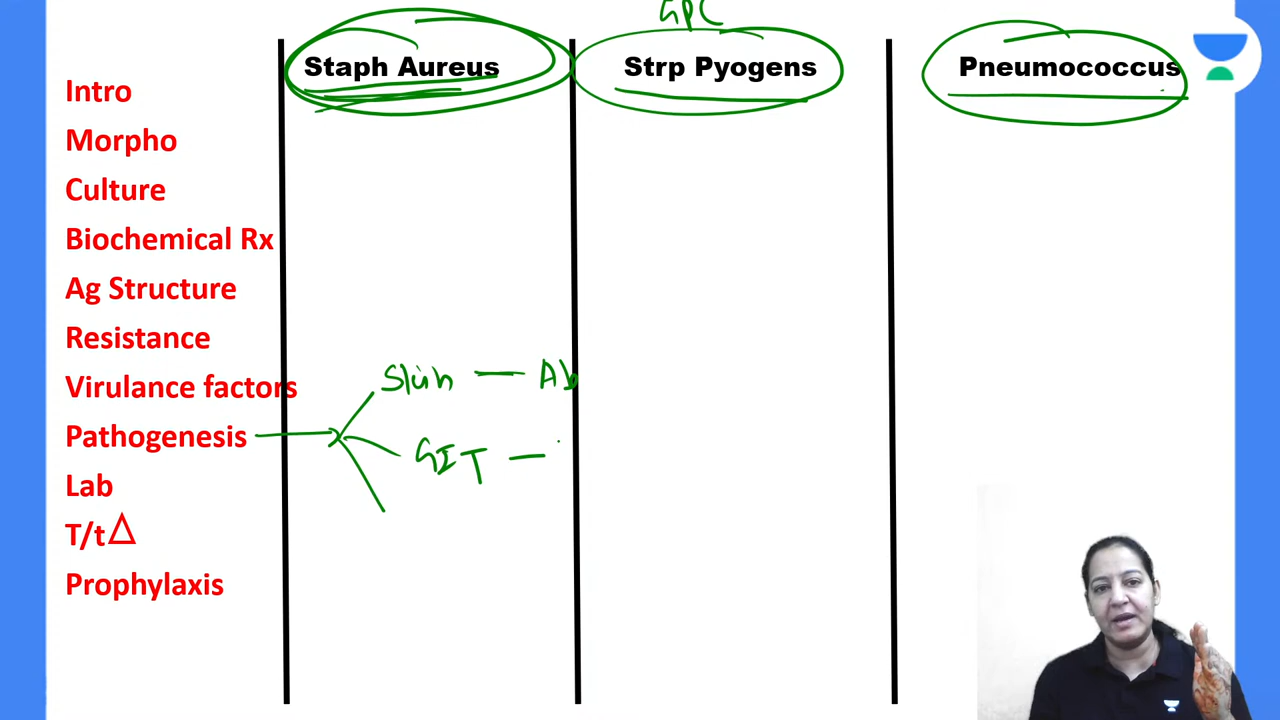 GPC
Staph Aureus
Strp Pyogens
Pneumococcus
Intro
Morpho
Culture
Biochemical Rx
Ag Structure
Resistance
Virulance factors
Skin — Ab
Pathogenesis
GIT —
Lab
T/t△
Prophylaxis